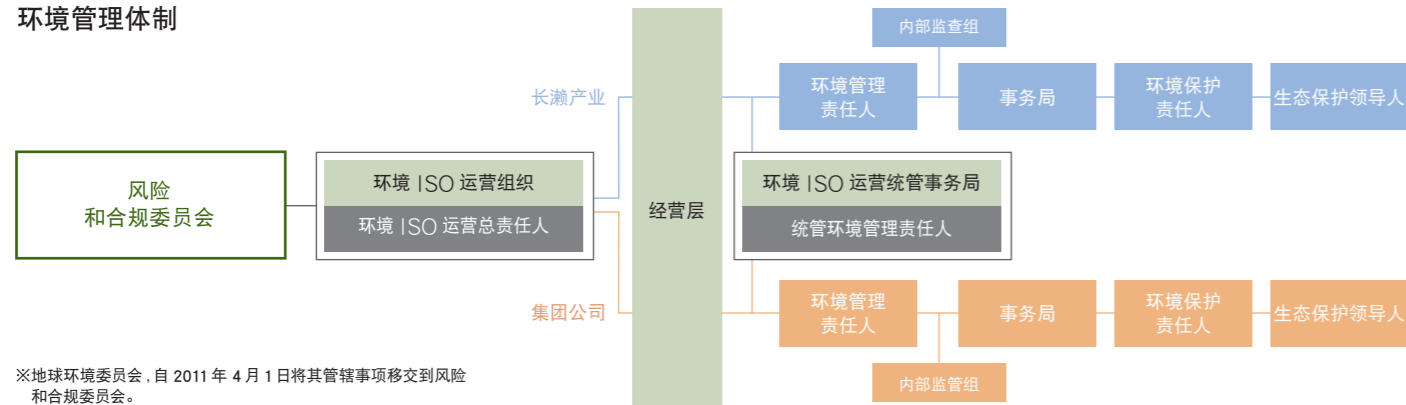 环境管理体制
内部监查组
长濑产业
环境管理
责任人
事务局
环境保护
责任人
生态保护领导人
风险
和合规委员会
环境 ISO 运营组织
环境 ISO 运营总责任人
经营层
环境 ISO 运营统管事务局
统管环境管理责任人
集团公司
环境管理
责任人
事务局
环境保护
责任人
生态保护领导人
内部监管组
※地球环境委员会,自 2011 年 4 月 1 日将其管辖事项移交到风险
和合规委员会。